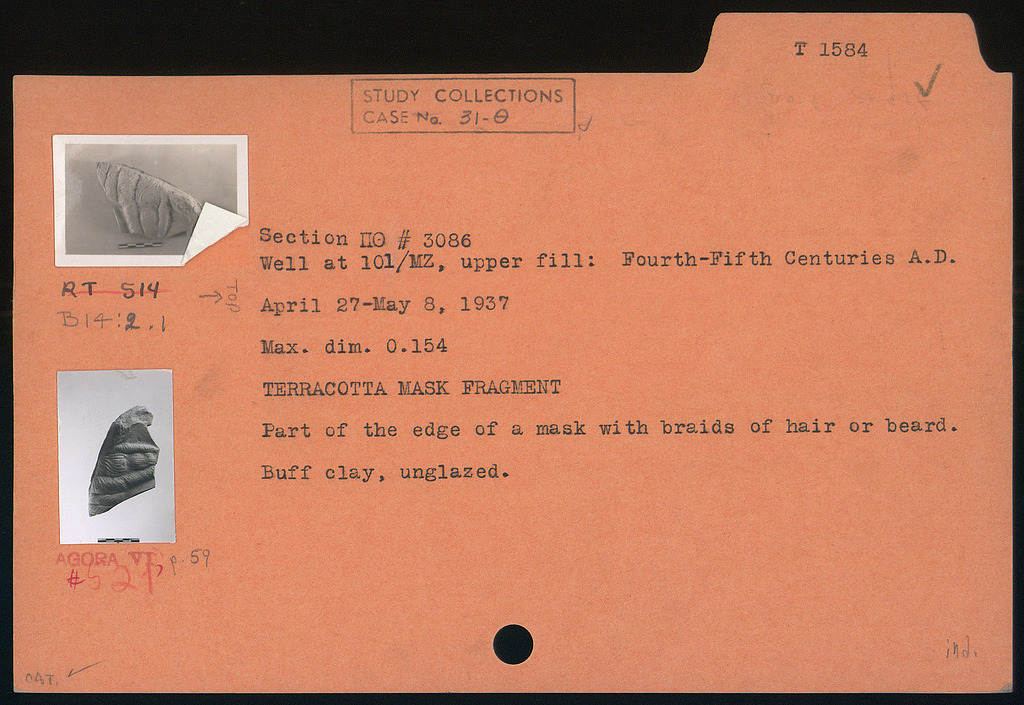 T 1584
STUDY COLLECTIONS
CASE No. 31-Θ
Section ΠΘ # 3086
Well at 101/MZ, upper fill: Fourth-Fifth Centuries A.D.
RT 514
B14:2.1
→ Top
April 27-May 8, 1937
Max. dim. 0.154
TERRACOTTA MASK FRAGMENT
Part of the edge of a mask with braids of hair or beard.
Buff clay, unglazed.
AGORA VI, p. 59
#521
ind.
CAT.